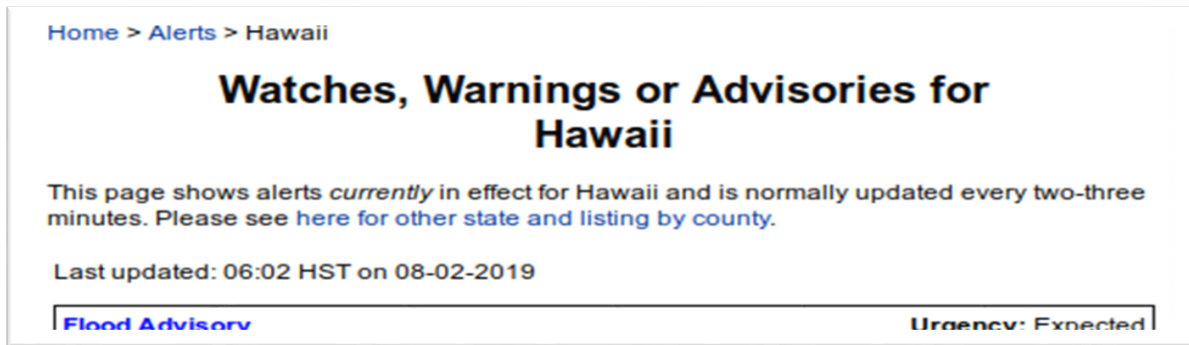 Home > Alerts > Hawaii
Watches, Warnings or Advisories for
Hawaii
This page shows alerts currently in effect for Hawaii and is normally updated every two-three
minutes. Please see here for other state and listing by county.
Last updated: 06:02 HST on 08-02-2019
Flood Advisory Urgency: Expected